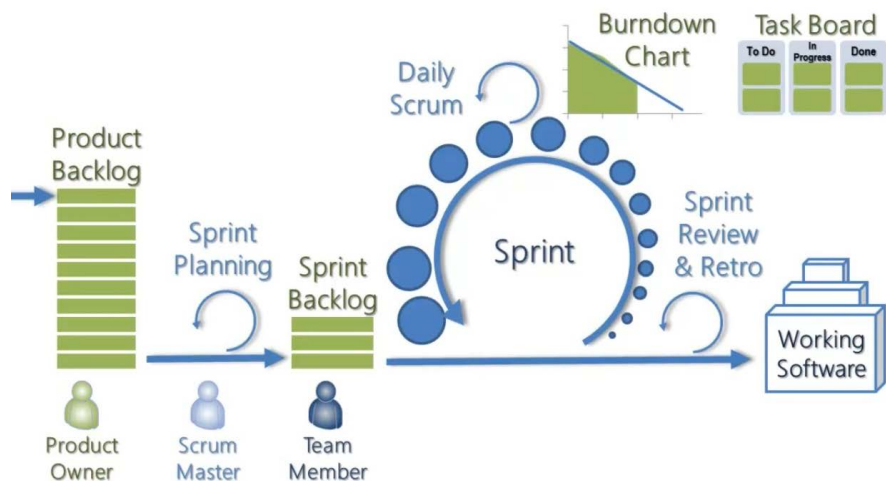 Burndown
Chart
Task Board
To Do
In
Progress
Done
Daily
Scrum
Product
Backlog
Sprint
Planning
Sprint
Backlog
Sprint
Sprint
Review
& Retro
Working
Software
Product
Owner
Scrum
Master
Team
Member